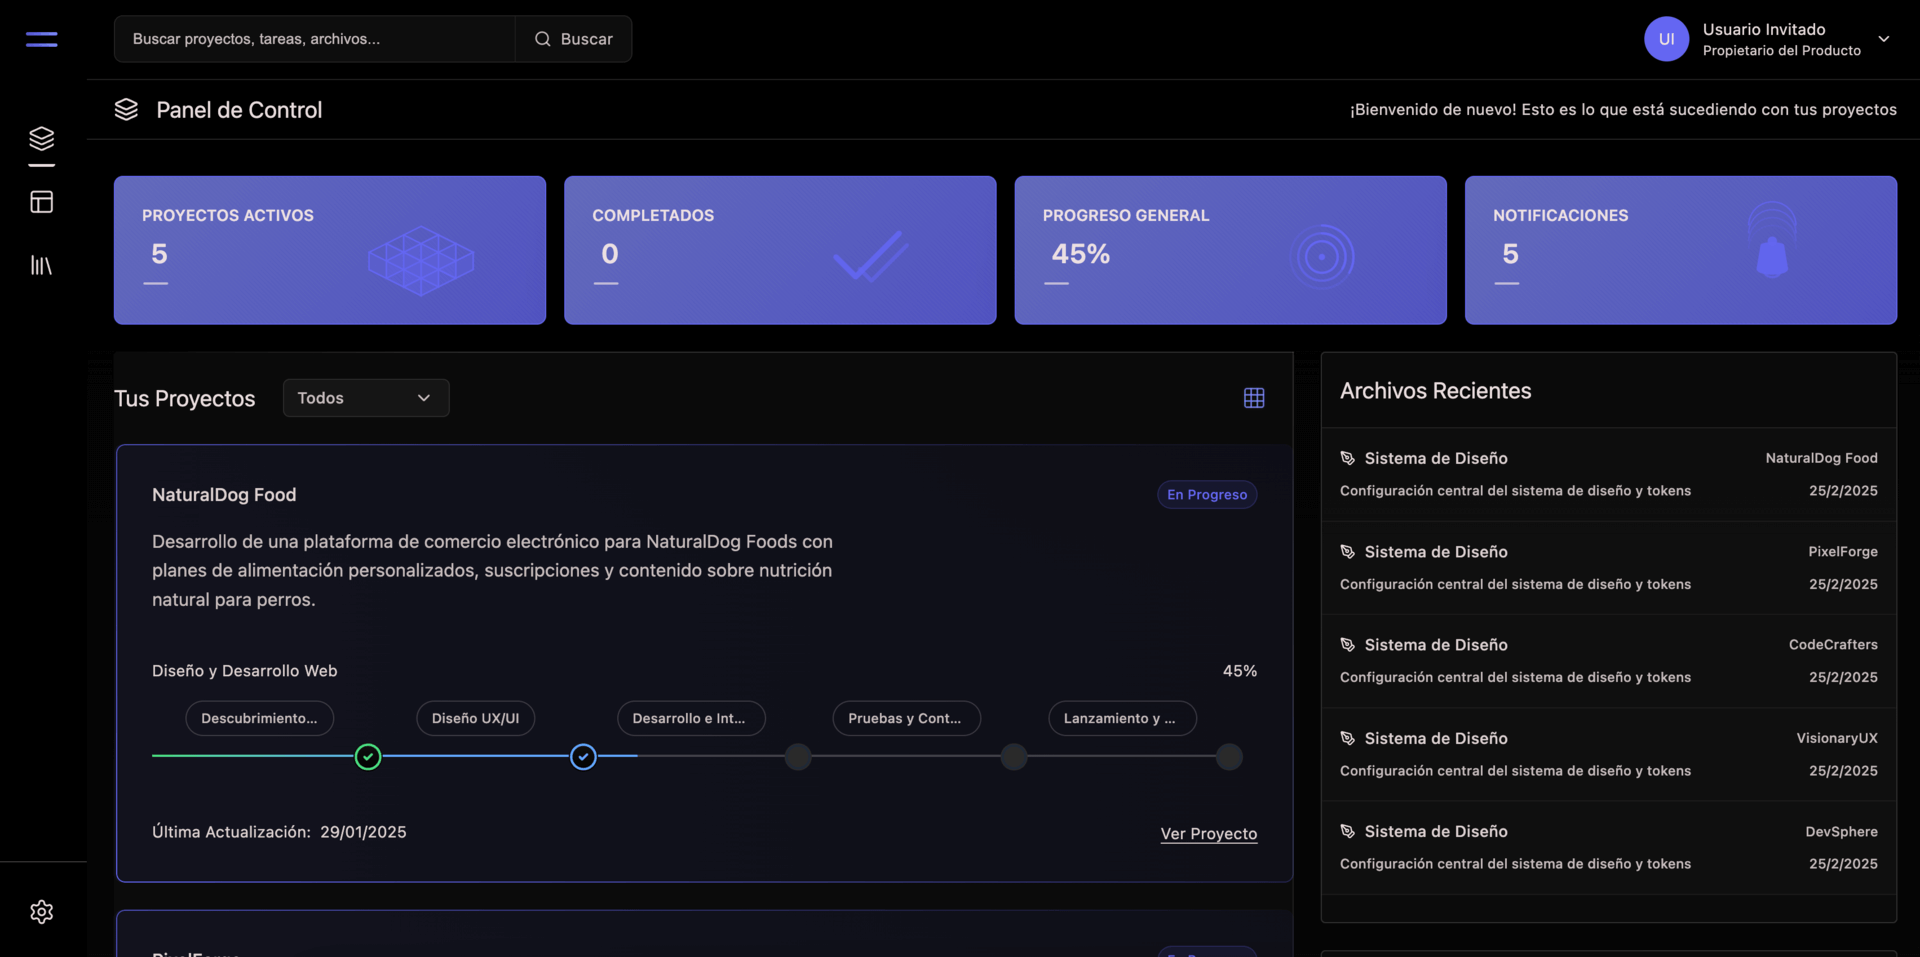 Buscar proyectos, tareas, archivos...
Buscar
UI
Usuario Invitado
Propietario del Producto
Panel de Control
¡Bienvenido de nuevo! Esto es lo que está sucediendo con tus proyectos
PROYECTOS ACTIVOS
5
COMPLETADOS
0
PROGRESO GENERAL
45%
NOTIFICACIONES
5
Tus Proyectos
Todos
NaturalDog Food
En Progreso
Desarrollo de una plataforma de comercio electrónico para NaturalDog Foods con
planes de alimentación personalizados, suscripciones y contenido sobre nutrición
natural para perros.
Diseño y Desarrollo Web
45%
Descubrimiento...
Diseño UX/UI
Desarrollo e Int...
Pruebas y Cont...
Lanzamiento y ...
Última Actualización: 29/01/2025
Ver Proyecto
Archivos Recientes
Sistema de Diseño
NaturalDog Food
Configuración central del sistema de diseño y tokens
25/2/2025
Sistema de Diseño
PixelForge
Configuración central del sistema de diseño y tokens
25/2/2025
Sistema de Diseño
CodeCrafters
Configuración central del sistema de diseño y tokens
25/2/2025
Sistema de Diseño
VisionaryUX
Configuración central del sistema de diseño y tokens
25/2/2025
Sistema de Diseño
DevSphere
Configuración central del sistema de diseño y tokens
25/2/2025